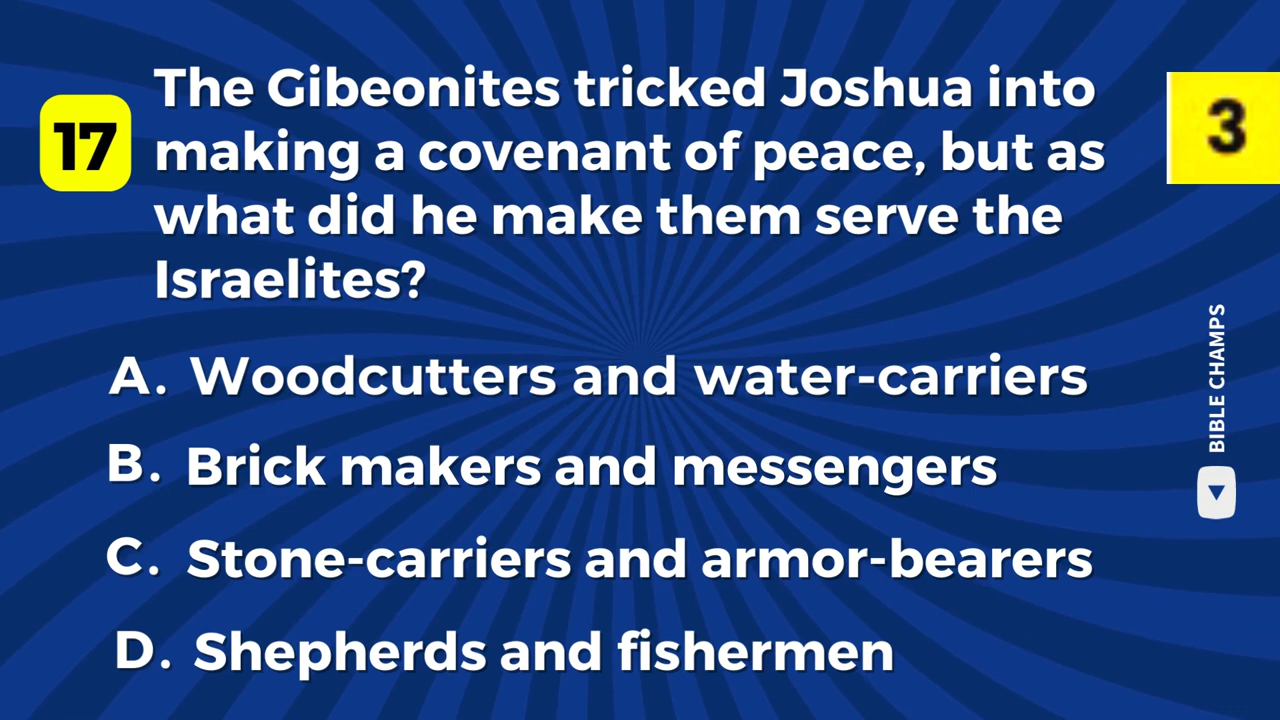 17
The Gibeonites tricked Joshua into
making a covenant of peace, but as
what did he make them serve the
Israelites?
3
A. Woodcutters and water-carriers
B. Brick makers and messengers
C. Stone-carriers and armor-bearers
D. Shepherds and fishermen
BIBLE CHAMPS